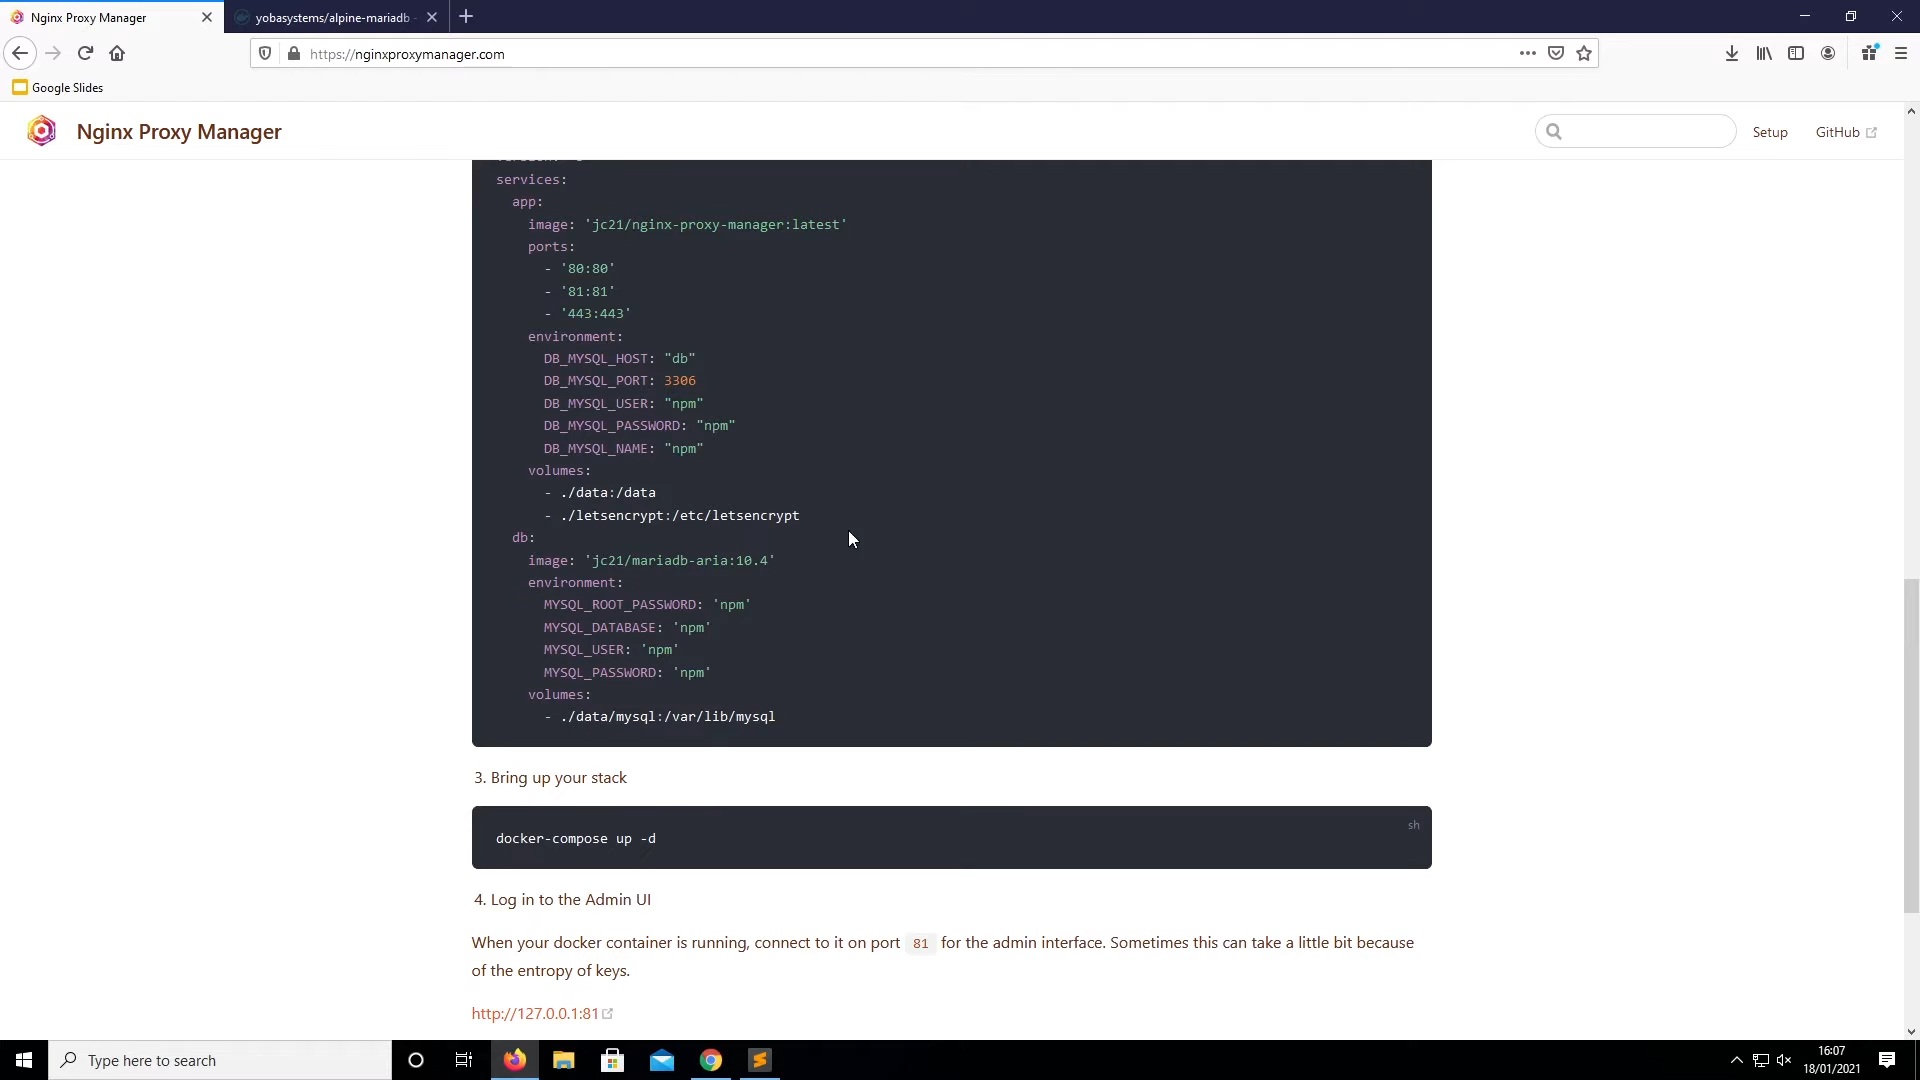 Nginx Proxy Manager
yobasystems/alpine-mariadb -
https://nginxproxymanager.com
Google Slides
Nginx Proxy Manager
Setup
GitHub
services:
app:
image: 'jc21/nginx-proxy-manager:latest'
ports:
- '80:80'
- '81:81'
- '443:443'
environment:
DB_MYSQL_HOST: "db"
DB_MYSQL_PORT: 3306
DB_MYSQL_USER: "npm"
DB_MYSQL_PASSWORD: "npm"
DB_MYSQL_NAME: "npm"
volumes:
- ./data:/data
- ./letsencrypt:/etc/letsencrypt
db:
image: 'jc21/mariadb-aria:10.4'
environment:
MYSQL_ROOT_PASSWORD: 'npm'
MYSQL_DATABASE: 'npm'
MYSQL_USER: 'npm'
MYSQL_PASSWORD: 'npm'
volumes:
- ./data/mysql:/var/lib/mysql
3. Bring up your stack
sh
docker-compose up -d
4. Log in to the Admin UI
When your docker container is running, connect to it on port 81 for the admin interface. Sometimes this can take a little bit because
of the entropy of keys.
http://127.0.0.1:81
Type here to search
16:07
18/01/2021